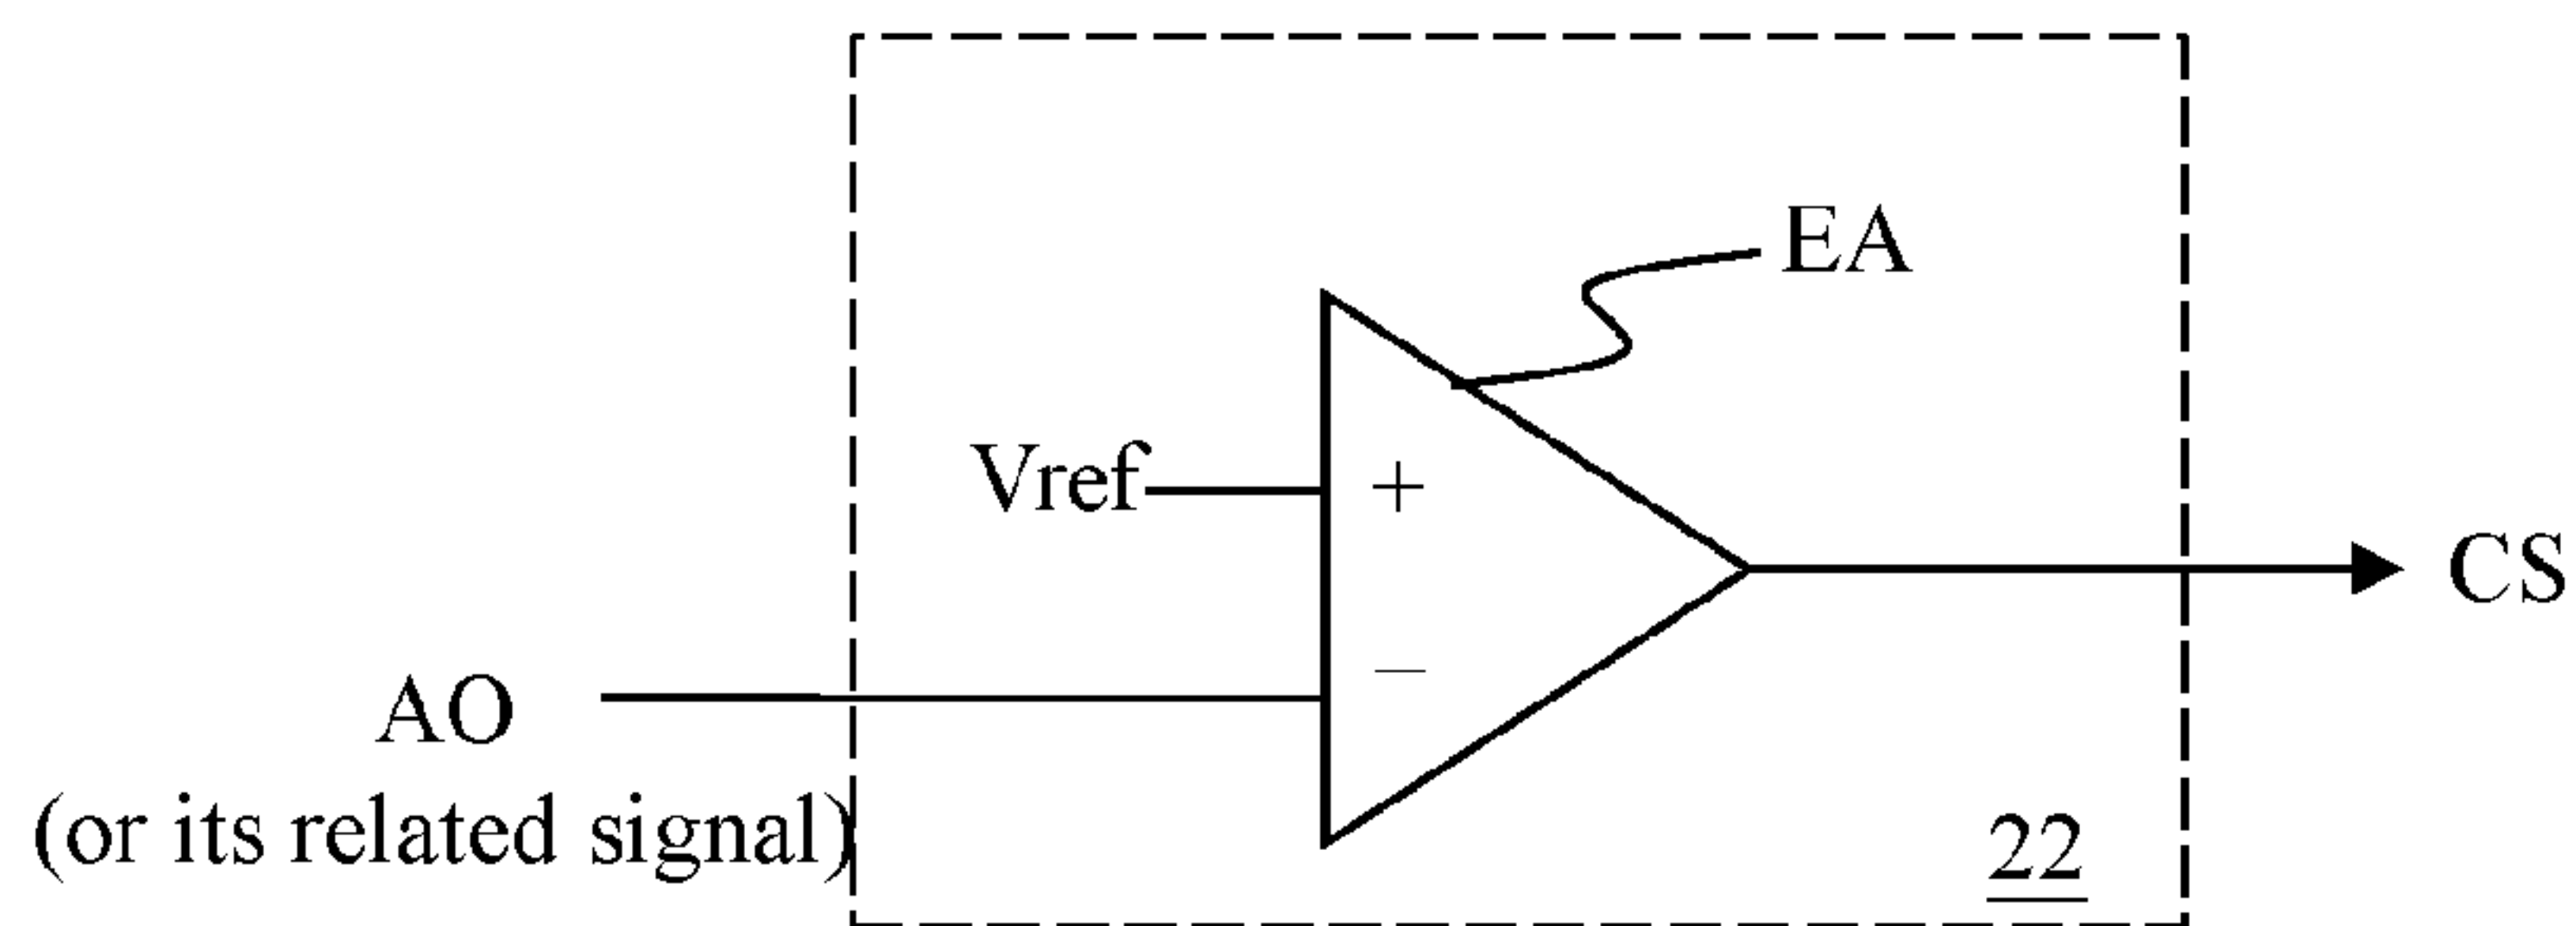 EA
Vref
+
CS
−
AO
(or its related signal)
22